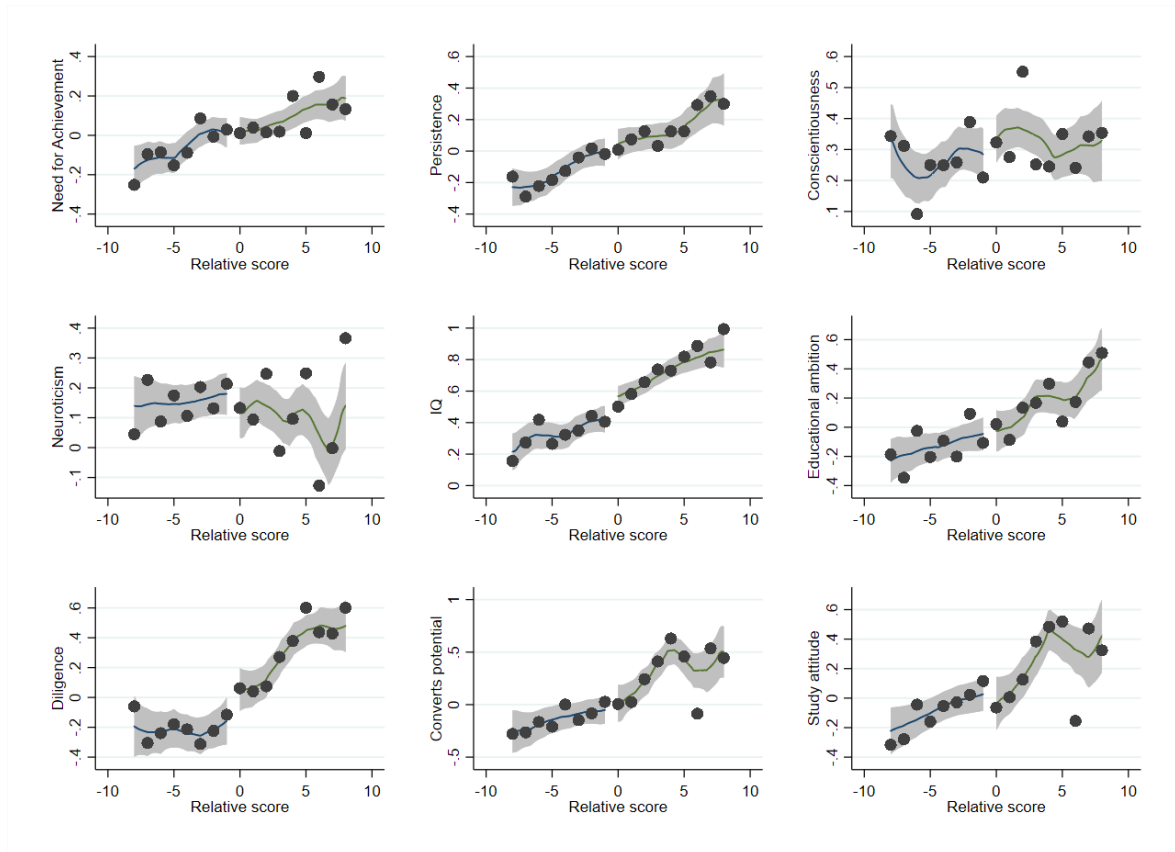 Need for Achievement
-.4 -.2 0 .2 .4
-10 -5 0 5 10
Relative score
Persistence
-.4 -.2 0 .2 .4 .6
-10 -5 0 5 10
Relative score
Conscientiousness
.1 .2 .3 .4 .5 .6
-10 -5 0 5 10
Relative score
Neuroticism
-.1 0 .1 .2 .3 .4
-10 -5 0 5 10
Relative score
IQ
0 .2 .4 .6 .8 1
-10 -5 0 5 10
Relative score
Educational ambition
-.4 -.2 0 .2 .4 .6
-10 -5 0 5 10
Relative score
Diligence
-.4 -.2 0 .2 .4 .6
-10 -5 0 5 10
Relative score
Converts potential
-.5 0 .5 1
-10 -5 0 5 10
Relative score
Study attitude
-.4 -.2 0 .2 .4 .6
-10 -5 0 5 10
Relative score